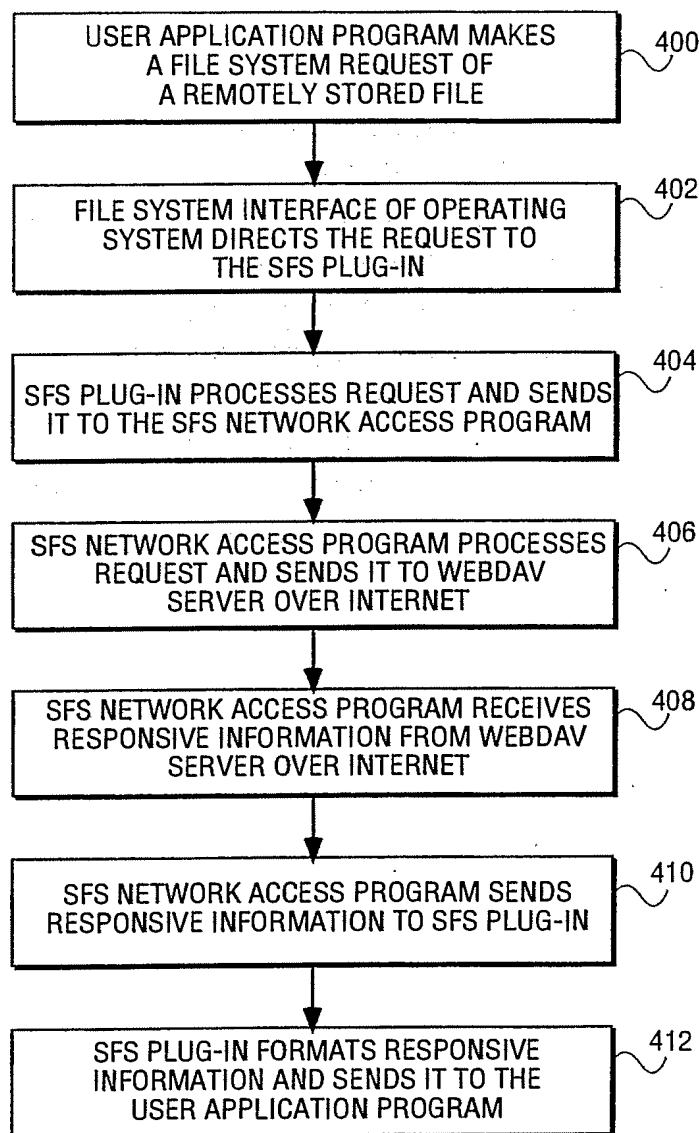 USER APPLICATION PROGRAM MAKES
A FILE SYSTEM REQUEST OF
A REMOTELY STORED FILE
400
FILE SYSTEM INTERFACE OF OPERATING
SYSTEM DIRECTS THE REQUEST TO
THE SFS PLUG-IN
402
SFS PLUG-IN PROCESSES REQUEST AND SENDS
IT TO THE SFS NETWORK ACCESS PROGRAM
404
SFS NETWORK ACCESS PROGRAM PROCESSES
REQUEST AND SENDS IT TO WEBDAV
SERVER OVER INTERNET
406
SFS NETWORK ACCESS PROGRAM RECEIVES
RESPONSIVE INFORMATION FROM WEBDAV
SERVER OVER INTERNET
408
SFS NETWORK ACCESS PROGRAM SENDS
RESPONSIVE INFORMATION TO SFS PLUG-IN
410
SFS PLUG-IN FORMATS RESPONSIVE
INFORMATION AND SENDS IT TO THE
USER APPLICATION PROGRAM
412